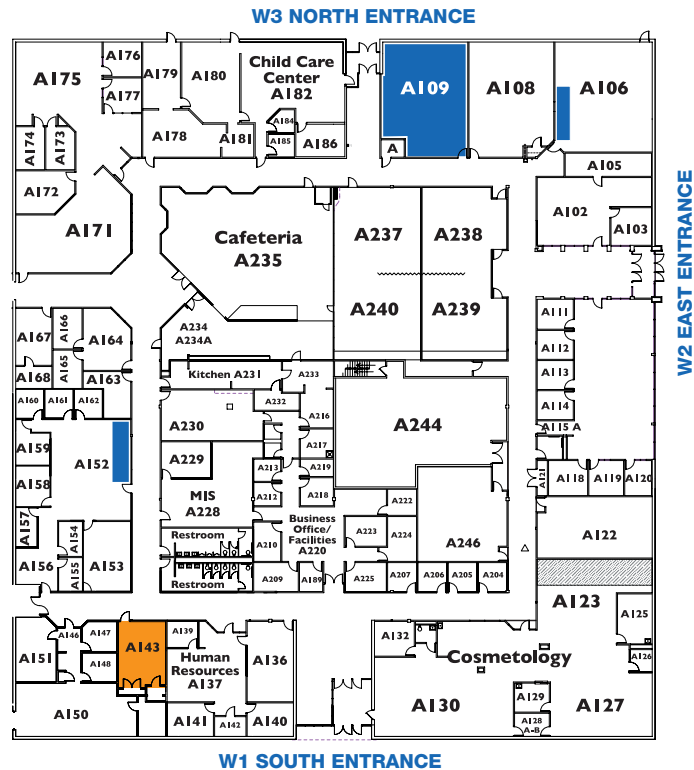 W3 NORTH ENTRANCE
A175
A176
A177
A179
A180
Child Care
Center
A182
A109
A108
A106
A174
A173
A178
A181
A184
A185
A186
A
A105
A172
A171
A102
A103
Cafeteria
A235
A237
A238
A240
A239
W2 EAST ENTRANCE
A234
A234A
A167
A166
A164
A165
A168
A163
A160
A161
A162
Kitchen A231
A233
A232
A230
A216
A217
A244
A111
A112
A113
A114
A115 A
A159
A158
A152
A229
A213
A219
A212
A218
MIS
A228
A121
A118
A119
A120
A157
A156
A154
A155
A153
Restroom
Restroom
A210
Business
Office/
Facilities
A220
A222
A223
A224
A246
A122
A209
A189
A225
A207
A206
A205
A204
A123
A125
A126
A151
A146
A147
A148
A143
A139
Human
Resources
A137
A136
A132
Cosmetology
A150
A141
A142
A140
A130
A129
A128
A-B
A127
W1 SOUTH ENTRANCE